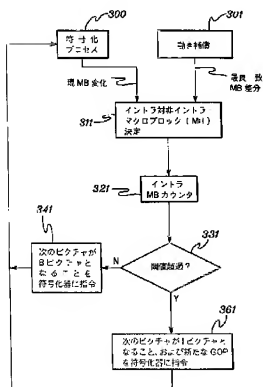 300
301
符号化
プロセス
動き補償
現MB変化
最良一致
MB差分
311
イントラ対非イントラ
マクロブロック(MB)
決定
321
イントラ
MBカウンタ
341
331
次のピクチャが
Bピクチャと
なることを
符号化器に指令
N
閾値超過?
Y
361
次のピクチャがIピクチャと
なること、および新たなGOP
を符号化器に指令